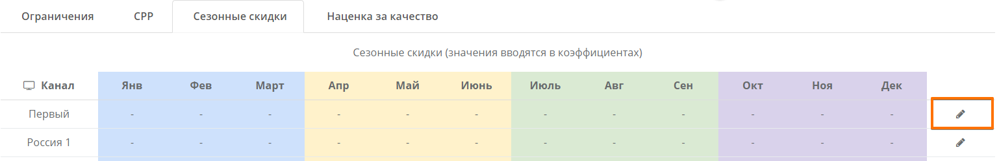 Ограничения CPP Сезонные скидки Наценка за качество
Сезонные скидки (значения вводятся в коэффициентах)
Канал Янв Фев Март Апр Май Июнь Июль Авг Сен Окт Ноя Дек
Первый - - - - - - - - - - - -
Россия 1 - - - - - - - - - - - -